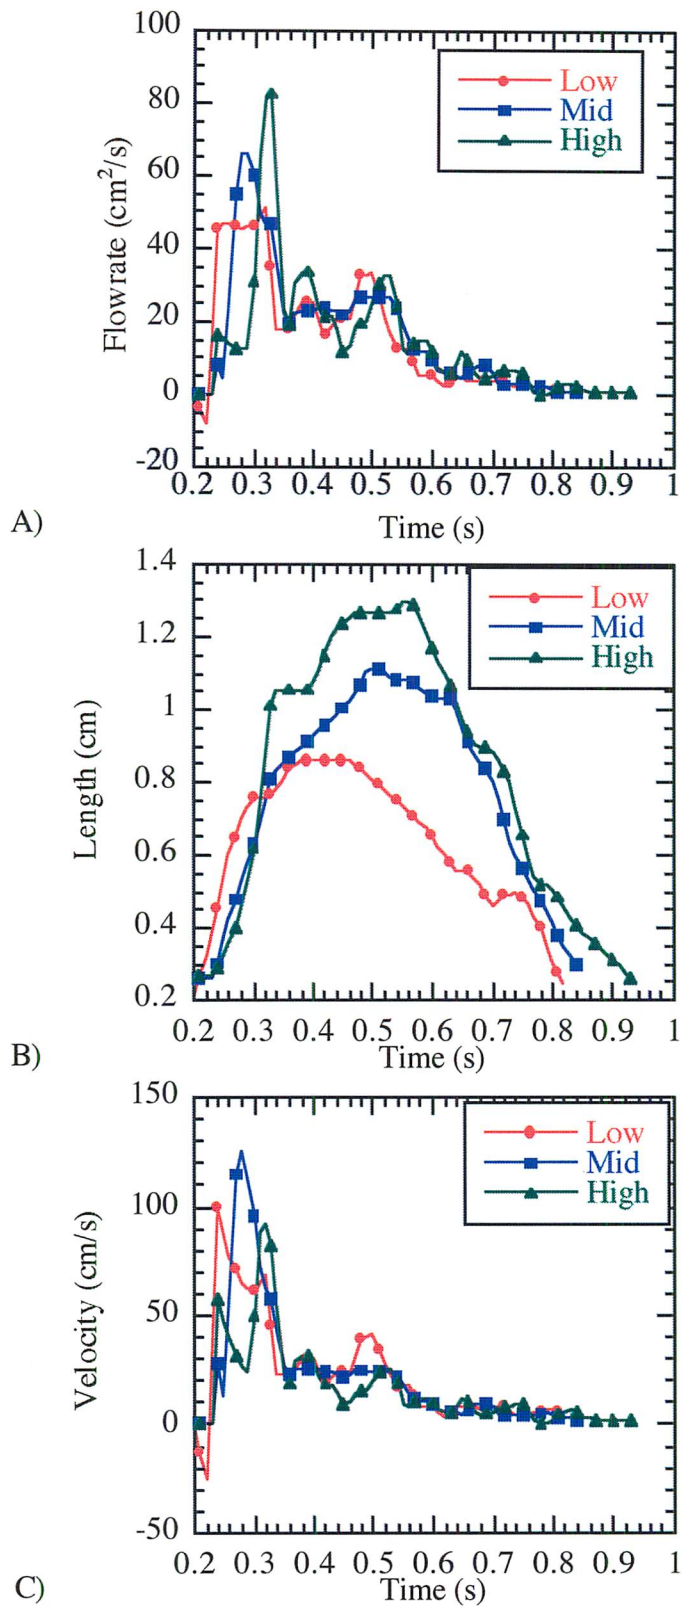 100
80
60
40
20
0
-20
Flowrate (cm²/s)
Low
Mid
High
0.2 0.3 0.4 0.5 0.6 0.7 0.8 0.9 1
Time (s)
A)
1.4
1.2
1
0.8
0.6
0.4
0.2
Length (cm)
Low
Mid
High
0.2 0.3 0.4 0.5 0.6 0.7 0.8 0.9 1
Time (s)
B)
150
100
50
0
-50
Velocity (cm/s)
Low
Mid
High
0.2 0.3 0.4 0.5 0.6 0.7 0.8 0.9 1
Time (s)
C)